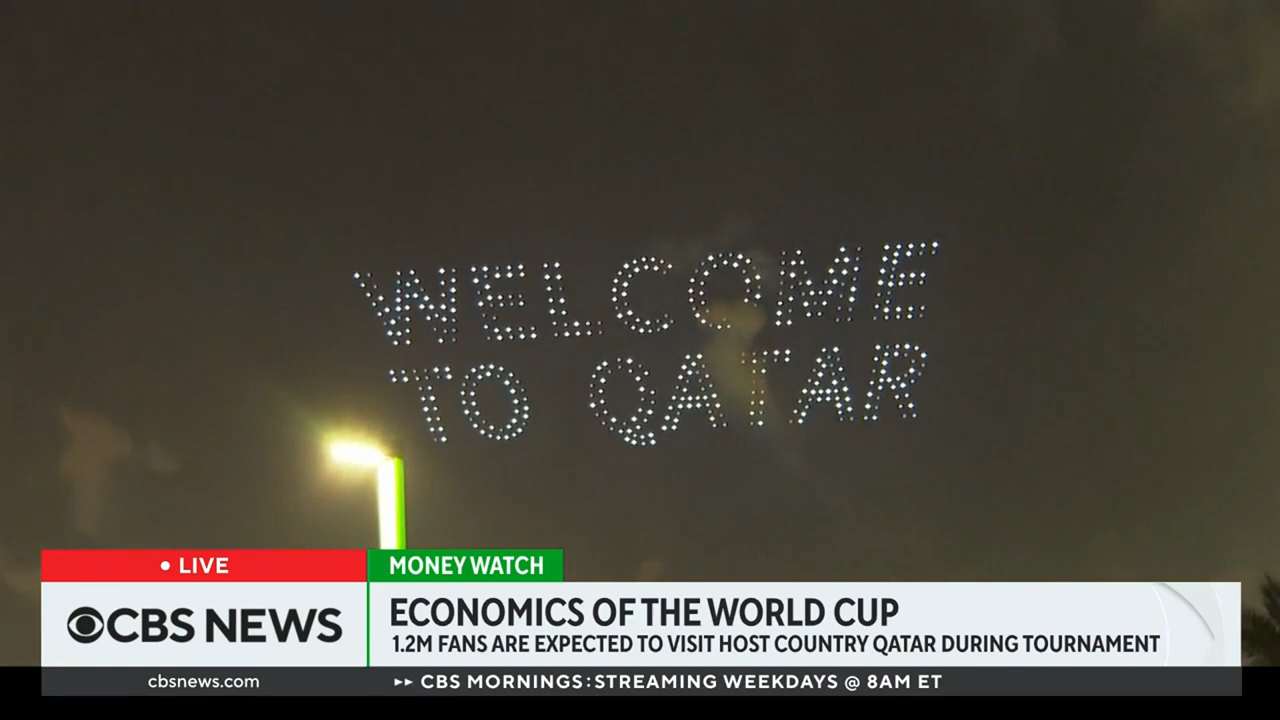 WELCOME
TO QATAR
• LIVE
MONEY WATCH
CBS NEWS
ECONOMICS OF THE WORLD CUP
1.2M FANS ARE EXPECTED TO VISIT HOST COUNTRY QATAR DURING TOURNAMENT
cbsnews.com
CBS MORNINGS: STREAMING WEEKDAYS @ 8AM ET